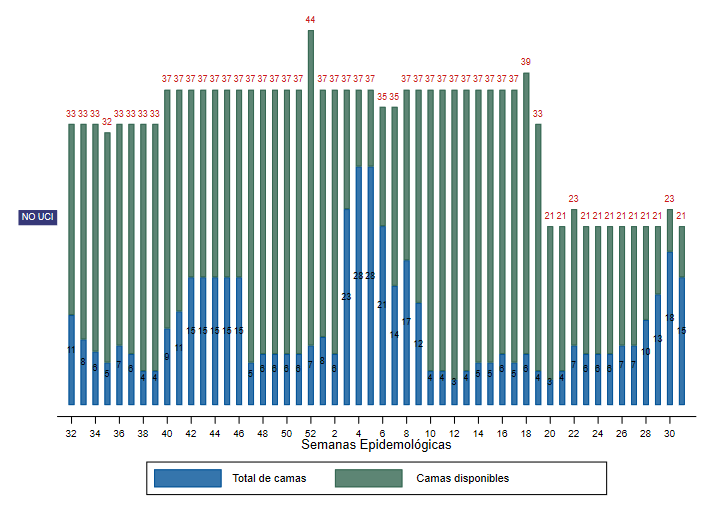 33 33 33 32 33 33 33 33 37 37 37 37 37 37 37 37 37 37 37 37 44 37 37 37 37 37 35 35 37 37 37 37 37 37 37 37 37 37 39 33 21 21 23 21 21 21 21 21 21 21 23 21
NO UCI
11 8 6 5 7 6 4 4 9 11 15 15 15 15 15 5 6 6 6 6 7 8 6 23 28 28 21 14 17 12 4 4 3 4 5 5 6 5 6 4 3 4 7 6 6 6 7 7 10 13 18 15
32 34 36 38 40 42 44 46 48 50 52 2 4 6 8 10 12 14 16 18 20 22 24 26 28 30
Semanas Epidemológicas
Total de camas Camas disponibles